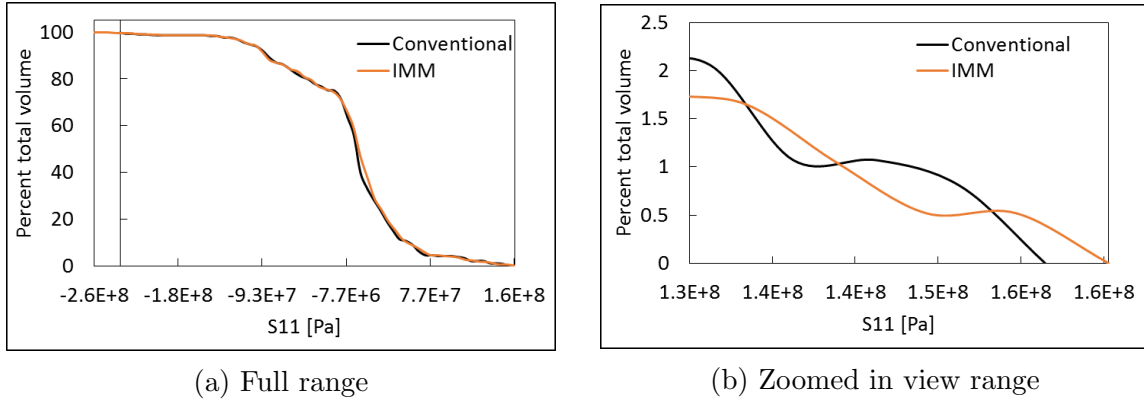 100
80
60
40
20
0
Percent total volume
Conventional
IMM
-2.6E+8 -1.8E+8 -9.3E+7 -7.7E+6 7.7E+7 1.6E+8
S11 [Pa]
(a) Full range
2.5
2
1.5
1
0.5
0
Percent total volume
Conventional
IMM
1.3E+8 1.4E+8 1.4E+8 1.5E+8 1.6E+8 1.6E+8
S11 [Pa]
(b) Zoomed in view range